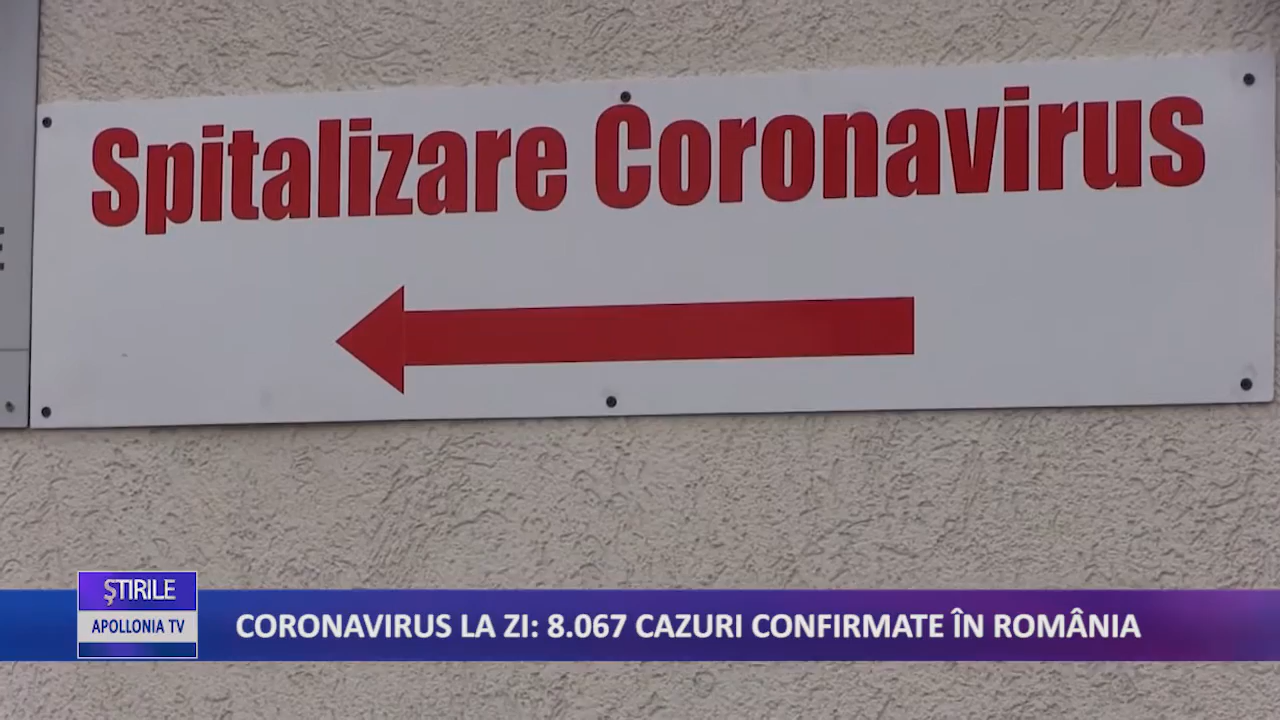 Spitalizare Coronavirus
E
ŞTIRILE
APOLLONIA TV
CORONAVIRUS LA ZI: 8.067 CAZURI CONFIRMATE ÎN ROMÂNIA